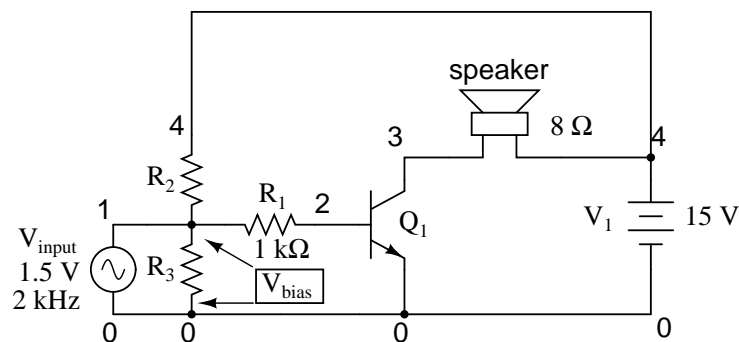 speaker
4
3
8 Ω
4
R2
R1
1
2
Q1
V1
15 V
Vinput
1.5 V
2 kHz
R3
1 kΩ
Vbias
0
0
0
0